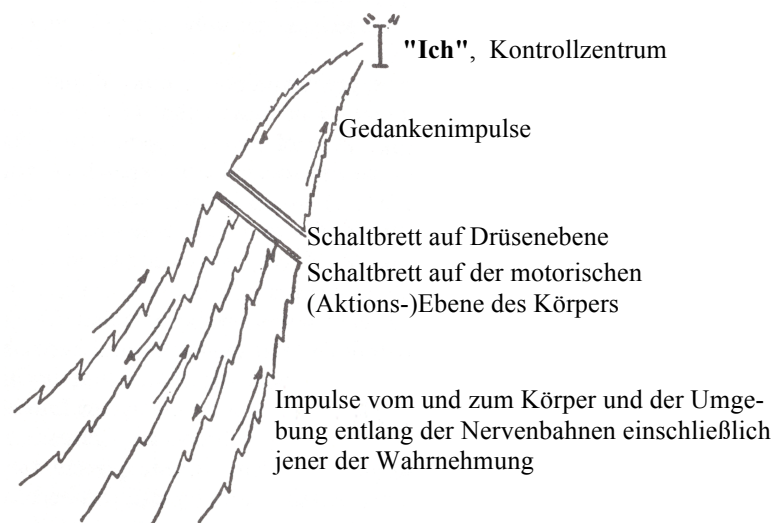 "Ich", Kontrollzentrum
Gedankenimpulse
Schaltbrett auf Drüsenebene
Schaltbrett auf der motorischen
(Aktions-)Ebene des Körpers
Impulse vom und zum Körper und der Umge-
bung entlang der Nervenbahnen einschließlich
jener der Wahrnehmung